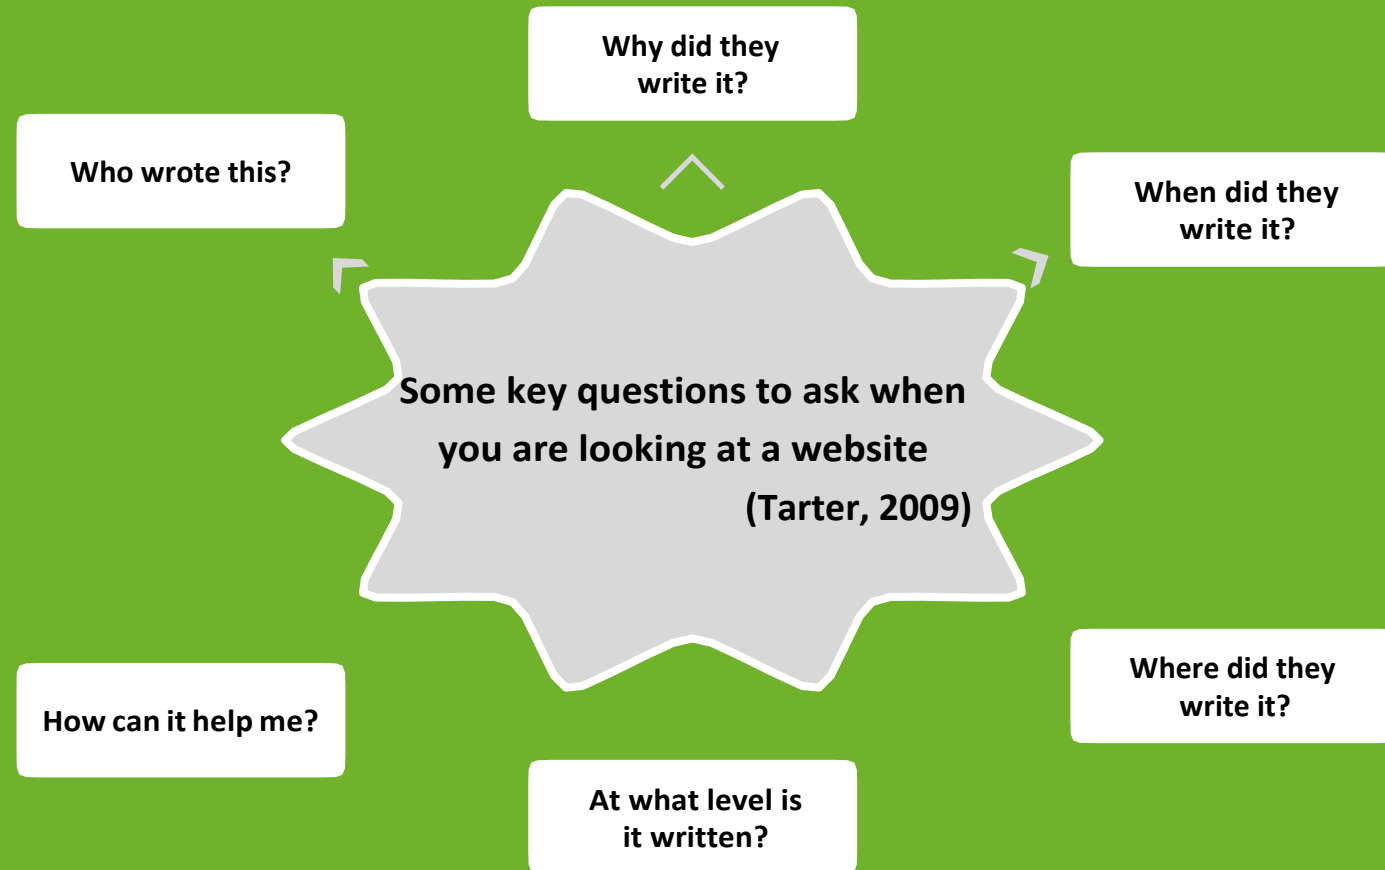 Why did they
write it?
Who wrote this?
When did they
write it?
Some key questions to ask when
you are looking at a website
(Tarter, 2009)
Where did they
write it?
How can it help me?
At what level is
it written?